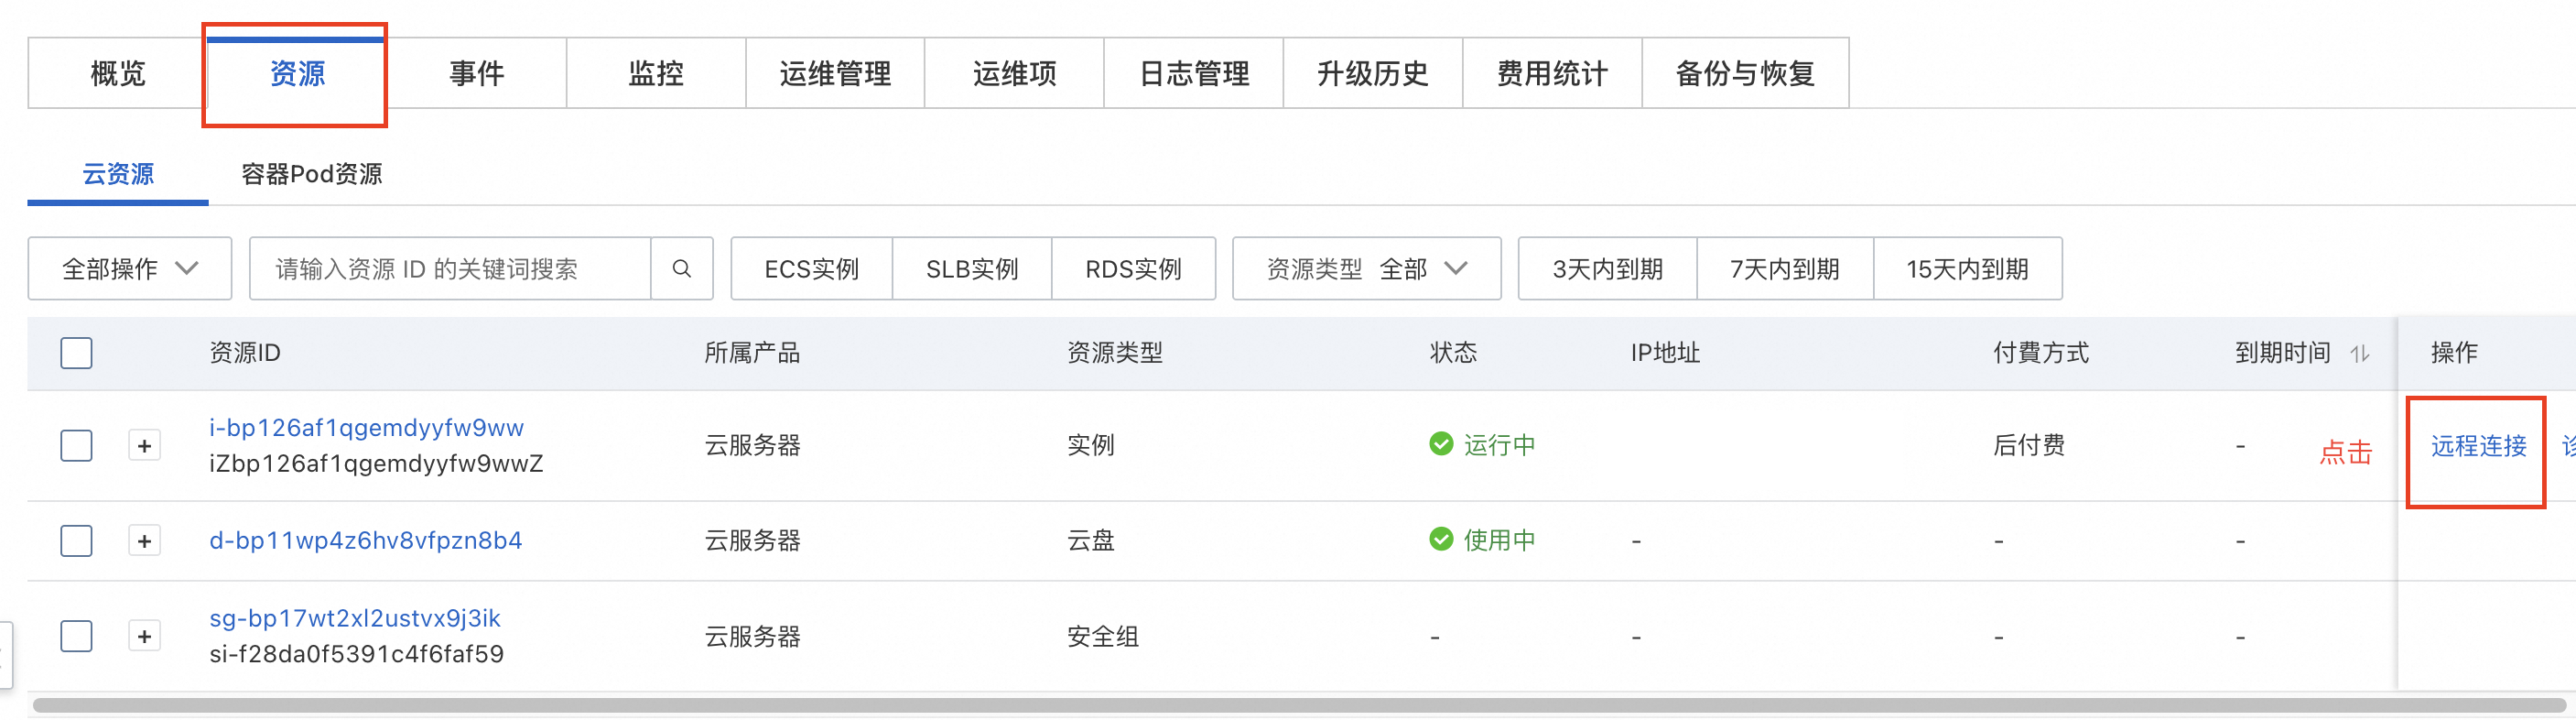 概览 资源 事件 监控 运维管理 运维项 日志管理 升级历史 费用统计 备份与恢复
云资源 容器Pod资源
全部操作 请输入资源 ID 的关键词搜索 ECS实例 SLB实例 RDS实例 资源类型 全部 3天内到期 7天内到期 15天内到期
资源ID 所属产品 资源类型 状态 IP地址 付費方式 到期时间 操作
i-bp126af1qgemdyyfw9ww
iZbp126af1qgemdyyfw9wwZ
云服务器 实例 运行中 后付费 - 点击 远程连接
d-bp11wp4z6hv8vfpzn8b4 云服务器 云盘 使用中 - - -
sg-bp17wt2xl2ustvx9j3ik
si-f28da0f5391c4f6faf59
云服务器 安全组 - - - -